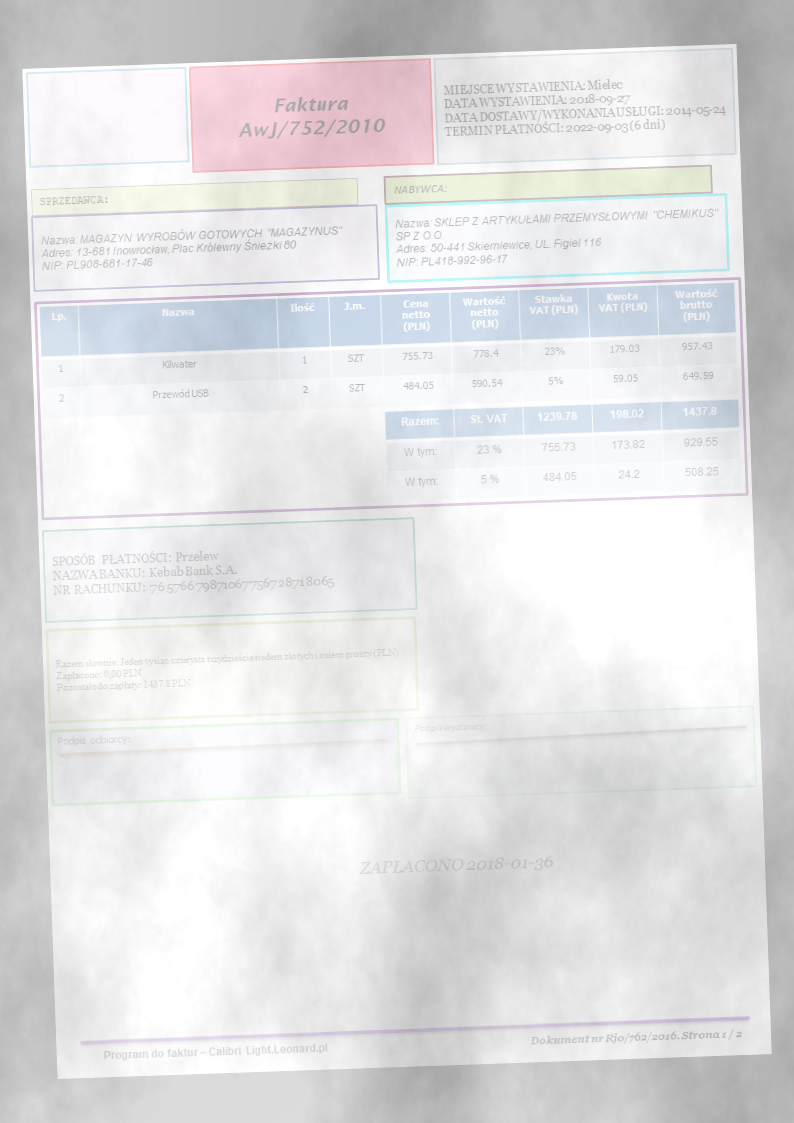 Faktura
AwJ/752/2010
MIEJSCE WYSTAWIENIA: Mielec
DATA WYSTAWIENIA: 2018-09-27
DATA DOSTAWY/WYKONANIA USŁUGI: 2014-05-24
TERMIN PŁATNOŚCI: 2022-09-03 (6 dni)
SPRZEDAWCA:
Nazwa: MAGAZYN WYROBÓW GOTOWYCH "MAGAZYNUS"
Adres: 13-681 Inowrocław, Plac Królewny Śnieżki 80
NIP: PL908-681-17-46
NABYWCA:
Nazwa: SKLEP Z ARTYKUŁAMI PRZEMYSŁOWYMI "CHEMIKUS"
SP Z O.O.
Adres: 50-441 Skierniewice, UL. Figiel 116
NIP: PL418-992-96-17
Lp. Nazwa Ilość J.m. Cena netto (PLN) Wartość netto (PLN) Stawka VAT (PLN) Kwota VAT (PLN) Wartość brutto (PLN)
1 Kilwater 1 SZT 755.73 778.4 23% 179.03 957.43
2 Przewód USB 2 SZT 484.05 590.54 5% 59.05 649.59
Razem: St. VAT 1239.78 198.02 1437.8
W tym: 23 % 755.73 173.82 929.55
W tym: 5 % 484.05 24.2 508.25
SPOSÓB PŁATNOŚCI: Przelew
NAZWA BANKU: Kebab Bank S.A.
NR RACHUNKU: 76 5766 7987 1067 7567 2871 8065
Razem słownie: Jeden tysiąc czterysta trzydzieści siedem złotych i osiem groszy (PLN)
Zapłacono: 0,00 PLN
Pozostało do zapłaty: 1437.8 PLN
Podpis odbiorcy:
Podpis wystawcy:
ZAPŁACONO 2018-01-36
Program do faktur – Calibri Light.Leonard.pl
Dokument nr Rjo/762/2016. Strona 1 / 2